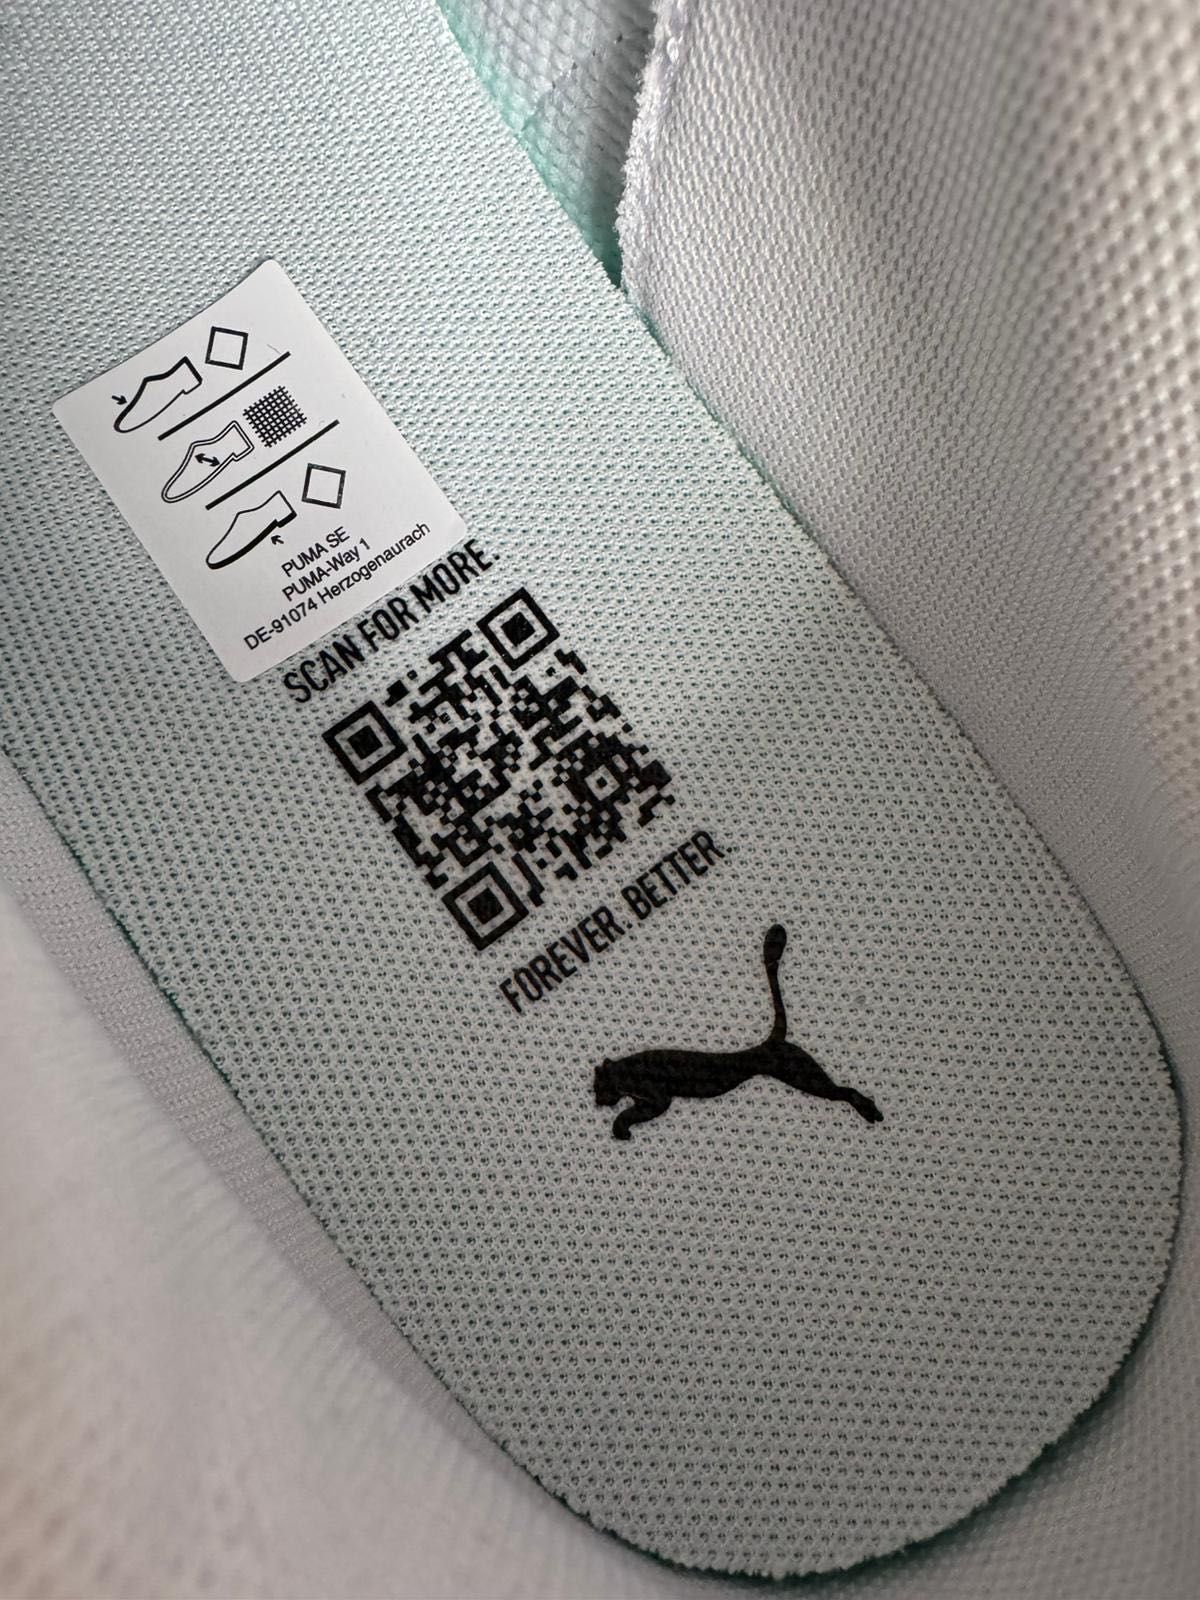 PUMA SE
PUMA-Way 1
DE-91074 Herzogenaurach
SCAN FOR MORE.
FOREVER. BETTER.